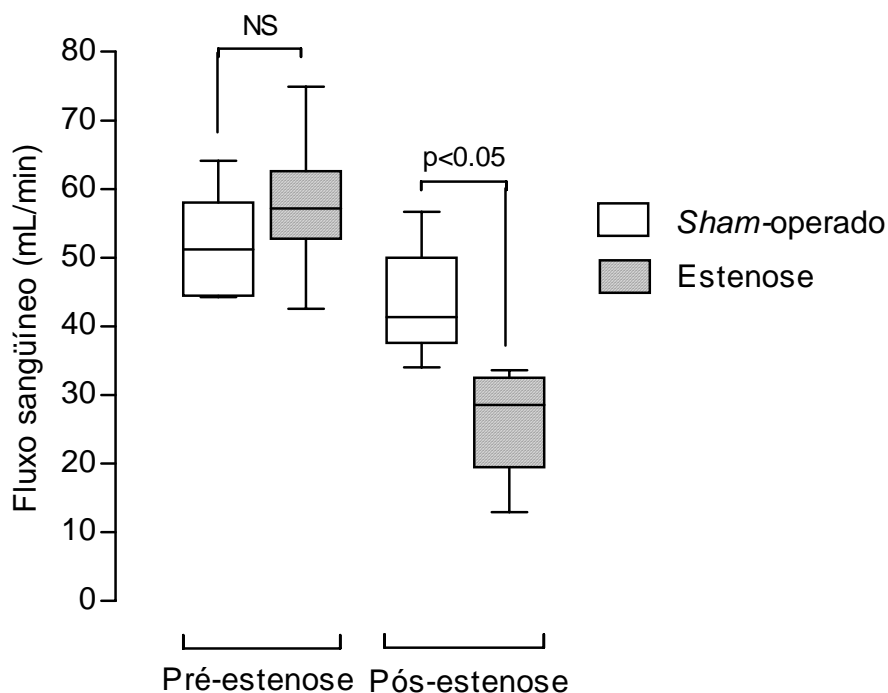 NS
80
70
60
50
40
30
20
10
0
Fluxo sangüíneo (mL/min)
p<0.05
Sham-operado
Estenose
Pré-estenose
Pós-estenose